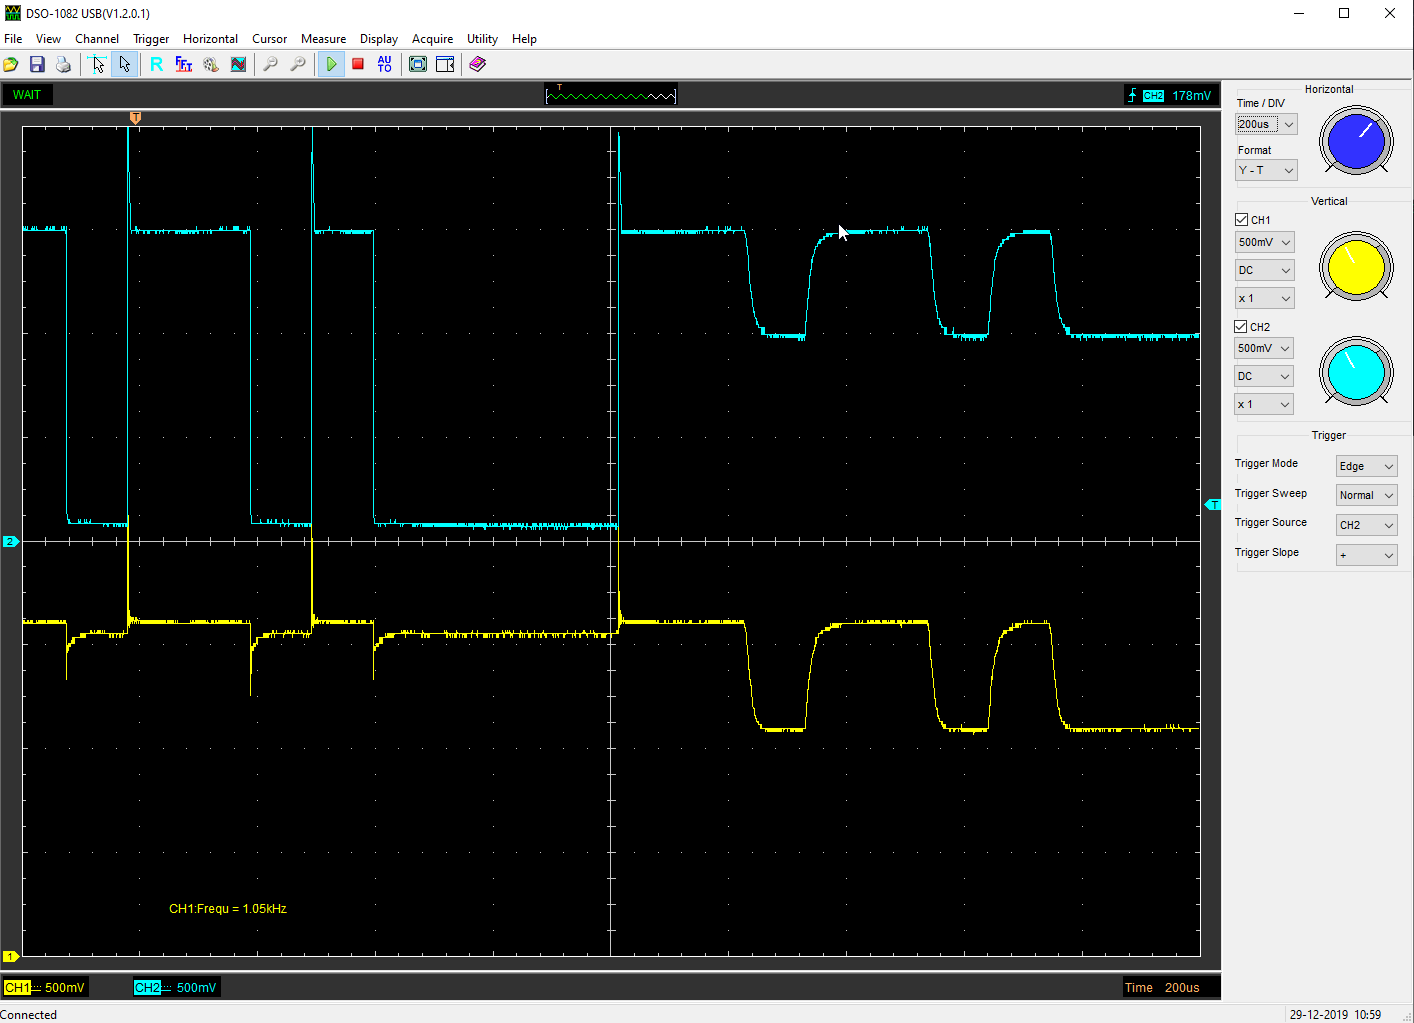 DSO-1082 USB(V1.2.0.1)
File View Channel Trigger Horizontal Cursor Measure Display Acquire Utility Help
R FFT AU TO
WAIT
T
CH2 178mV
T
Horizontal
Time / DIV
200us
Format
Y - T
Vertical
CH1
500mV
DC
x 1
CH2
500mV
DC
x 1
Trigger
Trigger Mode Edge
Trigger Sweep Normal
Trigger Source CH2
Trigger Slope +
T
2
CH1:Frequ = 1.05kHz
1
CH1 500mV CH2 500mV Time 200us
Connected 29-12-2019 10:59